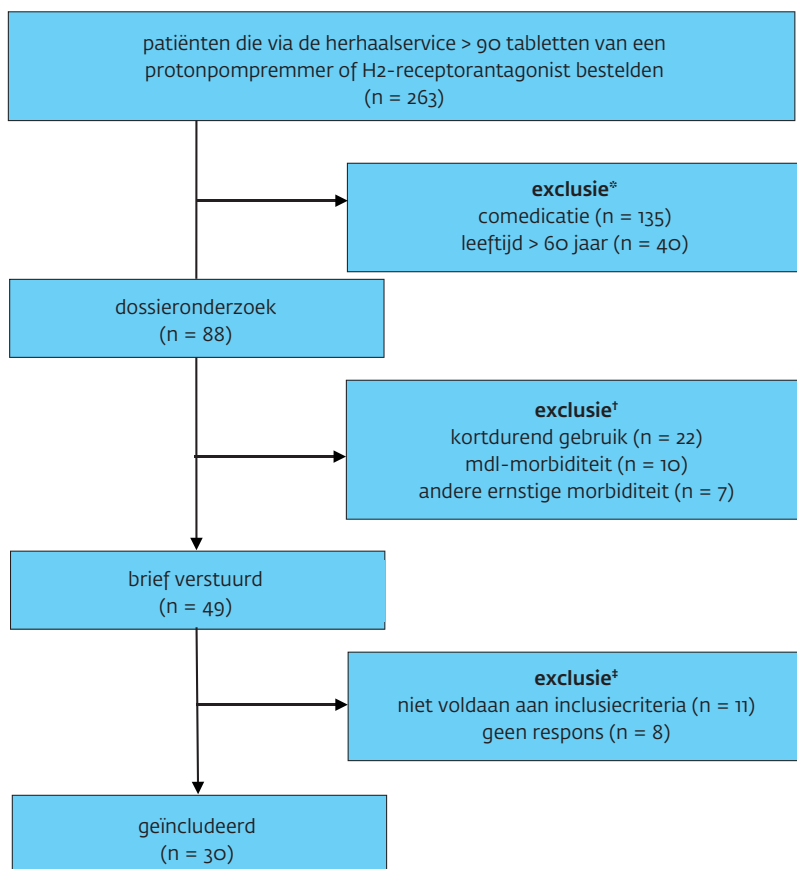 patiënten die via de herhaalservice > 90 tabletten van een
protonpompremmer of H2-receptorantagonist bestelden
(n = 263)
exclusie*
comedicatie (n = 135)
leeftijd > 60 jaar (n = 40)
dossieronderzoek
(n = 88)
exclusie†
kortdurend gebruik (n = 22)
mdl-morbiditeit (n = 10)
andere ernstige morbiditeit (n = 7)
brief verstuurd
(n = 49)
exclusie‡
niet voldaan aan inclusiecriteria (n = 11)
geen respons (n = 8)
geïncludeerd
(n = 30)